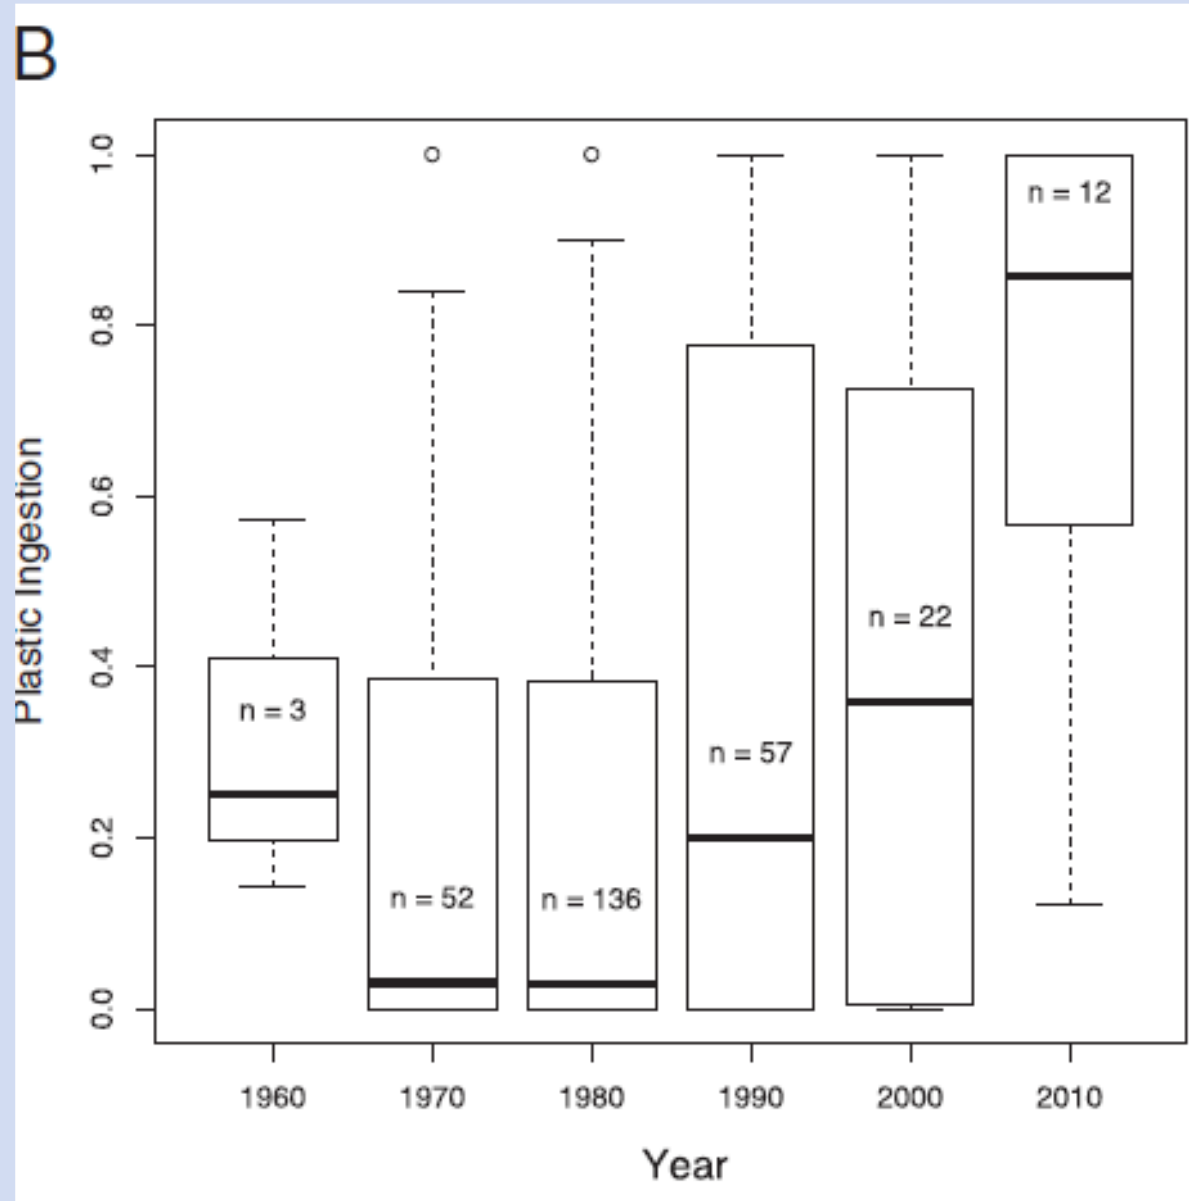 B
1.0
0.8
0.6
0.4
0.2
0.0
Plastic Ingestion
n = 3
n = 52
n = 136
n = 57
n = 22
n = 12
1960 1970 1980 1990 2000 2010
Year